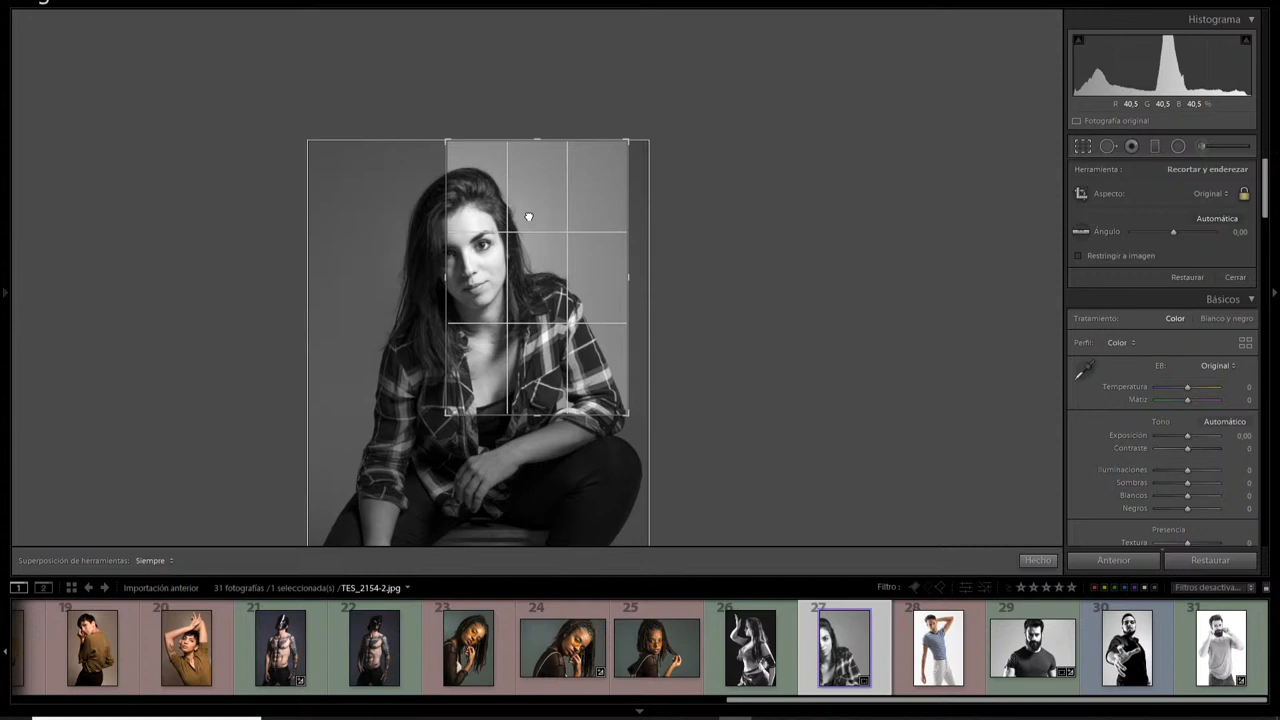 Histograma
R 40,5 G 40,5 B 40,5 %
Fotografía original
Herramienta : Recortar y enderezar
Aspecto: Original
Automática
Ángulo 0,00
Restringir a imagen
Restaurar Cerrar
Básicos
Tratamiento: Color Blanco y negro
Perfil: Color
EB: Original
Temperatura 0
Matiz 0
Tono Automático
Exposición 0,00
Contraste 0
Iluminaciones 0
Sombras 0
Blancos 0
Negros 0
Presencia
Textura 0
Superposición de herramientas: Siempre Hecho Anterior Restaurar
1 2 Importación anterior 31 fotografías /1 seleccionada(s) /TES_2154-2.jpg Filtro : Filtros desactiva...
19 20 21 22 23 24 25 26 27 28 29 30 31